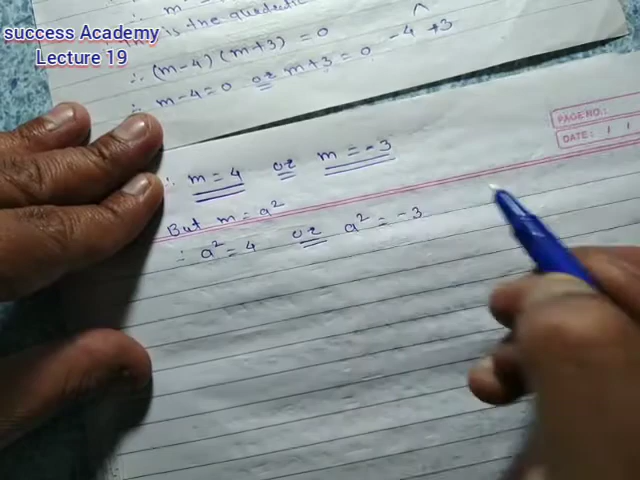 success Academy
Lecture 19
∴ m
this is the quadratic
∴ (m-4) (m+3) = 0
-4 +3
∴ m-4=0 or m+3=0
PAGE NO.:
DATE: / /
∴ m = 4 or m = -3
But m = a²
∴ a² = 4 or a² = -3